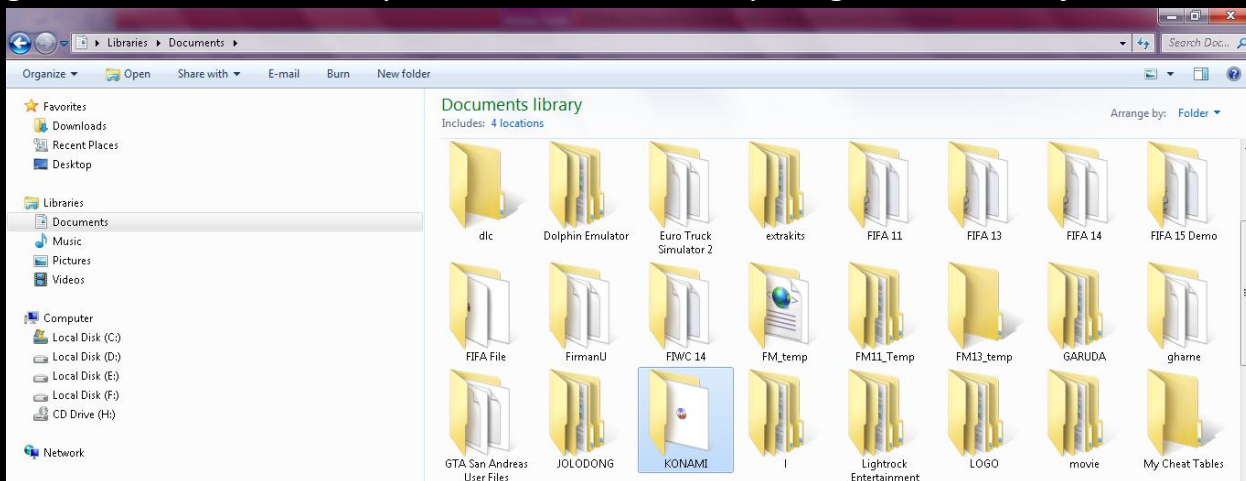 Libraries ▸ Documents ▸
Search Doc...
Organize Open Share with E-mail Burn New folder
Favorites
Downloads
Recent Places
Desktop
Libraries
Documents
Music
Pictures
Videos
Computer
Local Disk (C:)
Local Disk (D:)
Local Disk (E:)
Local Disk (F:)
CD Drive (H:)
Network
Documents library
Includes: 4 locations
Arrange by: Folder
dlc
Dolphin Emulator
Euro Truck
Simulator 2
extrakits
FIFA 11
FIFA 13
FIFA 14
FIFA 15 Demo
FIFA File
FirmanU
FIWC 14
FM_temp
FM11_Temp
FM13_temp
GARUDA
gharne
GTA San Andreas
User Files
JOLODONG
KONAMI
Lightrock
Entertainment
LOGO
movie
My Cheat Tables